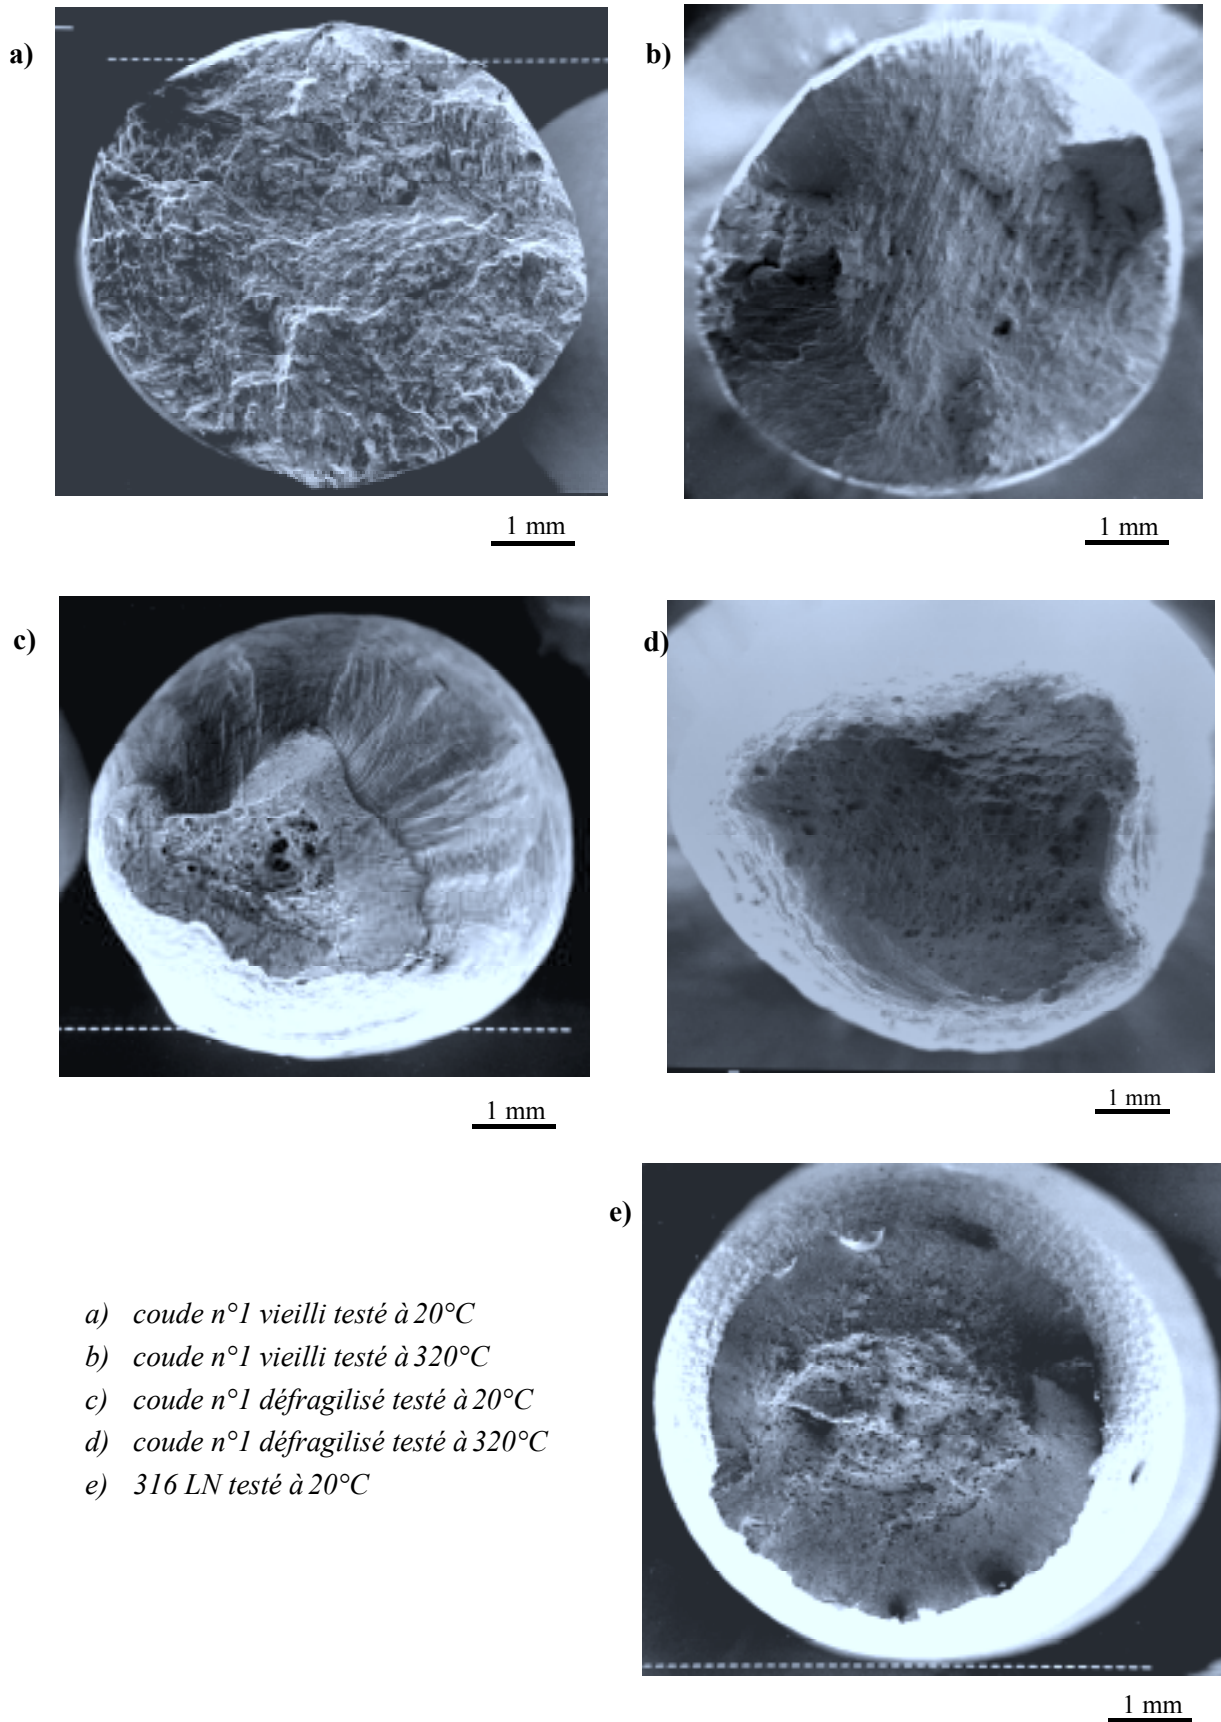 a)
b)
1 mm
1 mm
c)
d)
1 mm
1 mm
e)
a) coude n°1 vieilli testé à 20°C
b) coude n°1 vieilli testé à 320°C
c) coude n°1 défragilisé testé à 20°C
d) coude n°1 défragilisé testé à 320°C
e) 316 LN testé à 20°C
1 mm